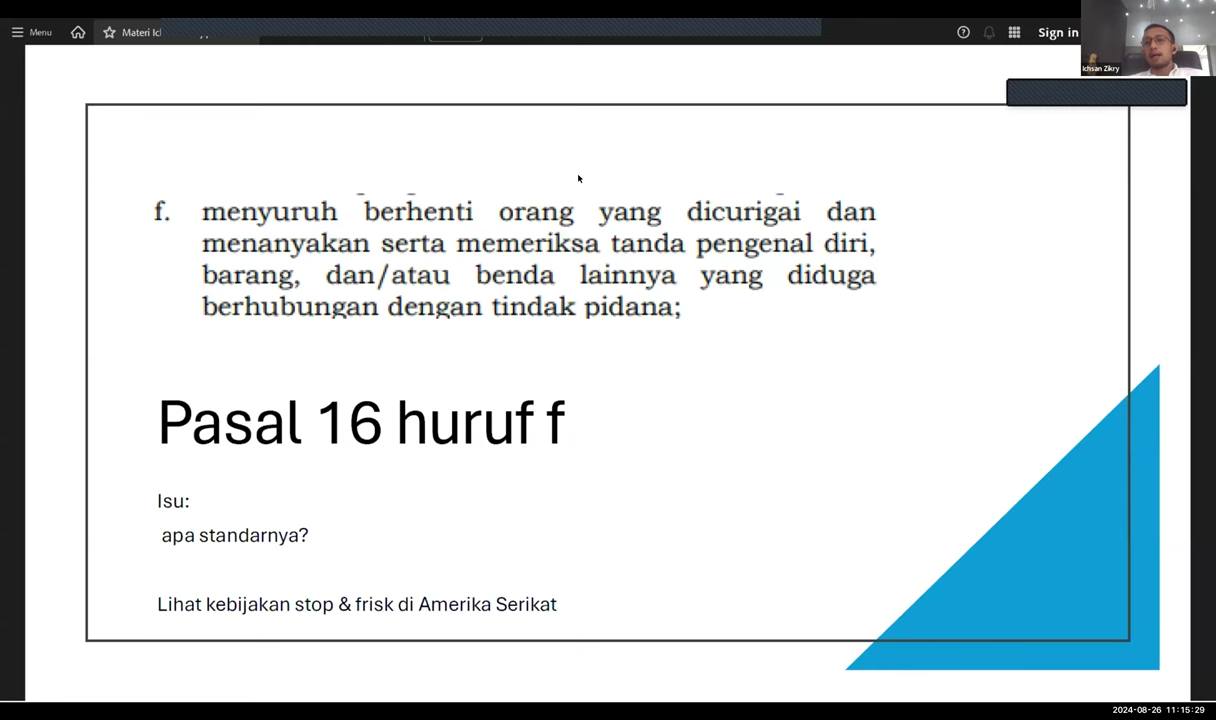 Menu
Materi
Sign in
Ichsan Zikry
f. menyuruh berhenti orang yang dicurigai dan
menanyakan serta memeriksa tanda pengenal diri,
barang, dan/atau benda lainnya yang diduga
berhubungan dengan tindak pidana;
Pasal 16 huruf f
Isu:
apa standarnya?
Lihat kebijakan stop & frisk di Amerika Serikat
2024-08-26 11:15:29